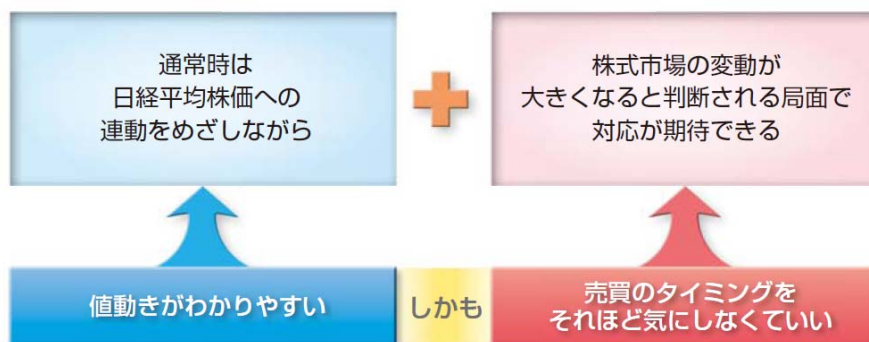 通常時は
日経平均株価への
連動をめざしながら
株式市場の変動が
大きくなると判断される局面で
対応が期待できる
値動きがわかりやすい
しかも
売買のタイミングを
それほど気にしなくていい